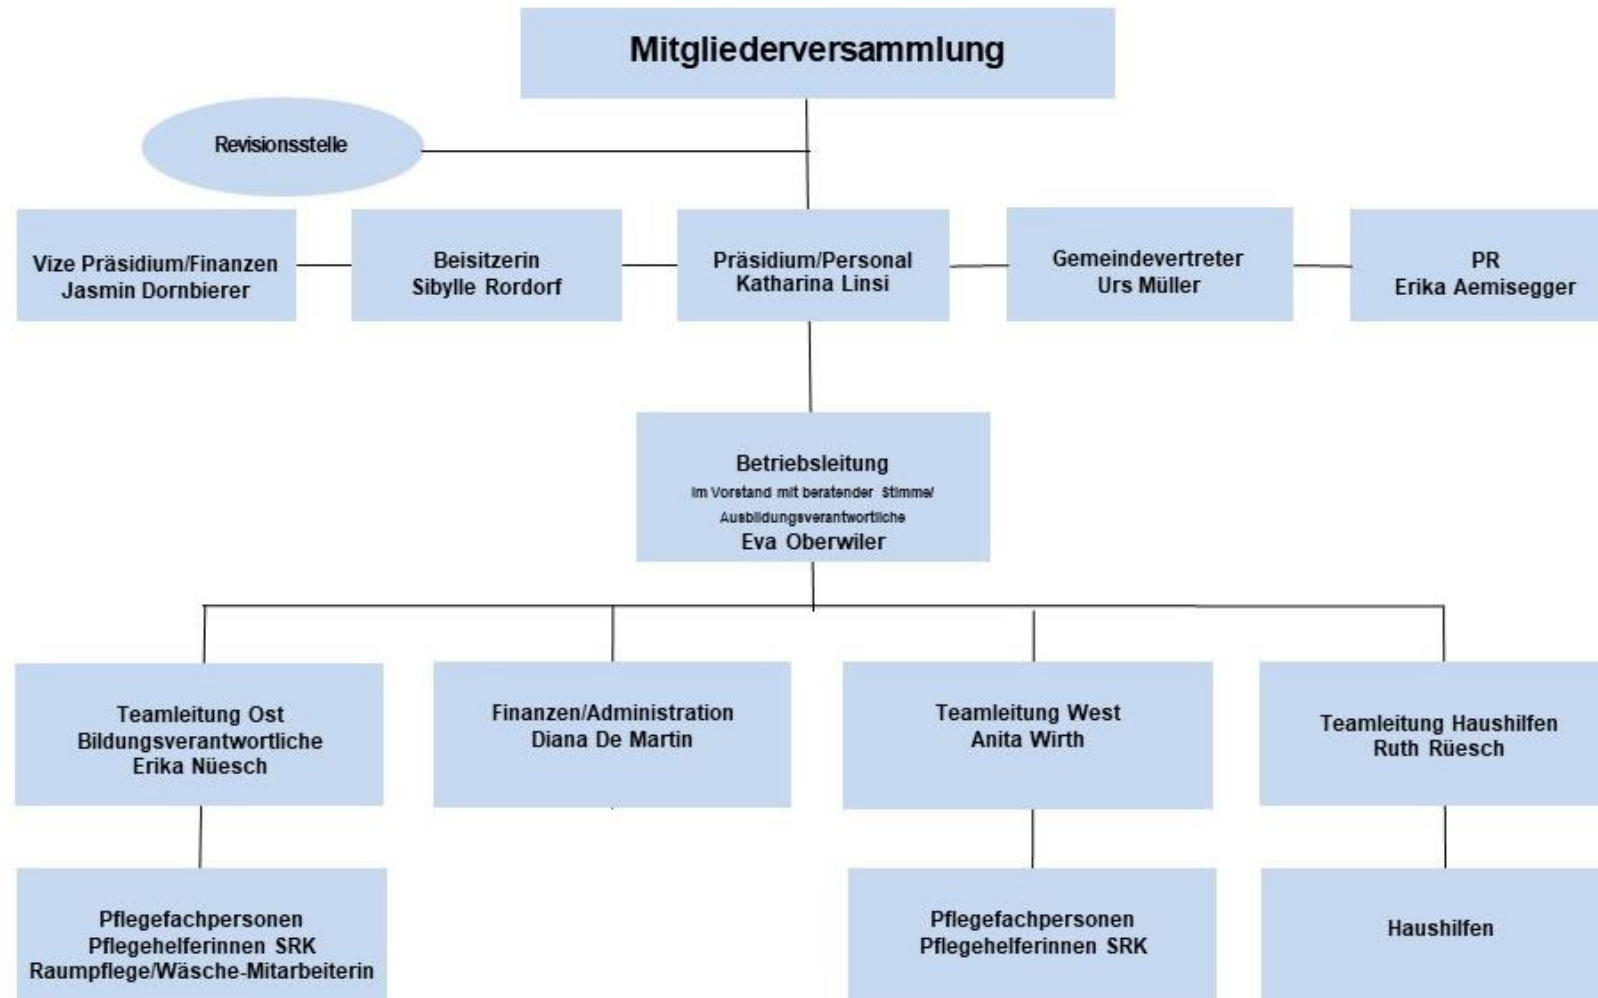 Mitgliederversammlung
Revisionsstelle
Vize Präsidium/Finanzen
Jasmin Dornbierer
Beisitzerin
Sibylle Rordorf
Präsidium/Personal
Katharina Linsi
Gemeindevertreter
Urs Müller
PR
Erika Aemisegger
Betriebsleitung
im Vorstand mit beratender Stimme/
Ausbildungsverantwortliche
Eva Oberwiler
Teamleitung Ost
Bildungsverantwortliche
Erika Nüesch
Finanzen/Administration
Diana De Martin
Teamleitung West
Anita Wirth
Teamleitung Haushilfen
Ruth Rüesch
Pflegefachpersonen
Pflegehelferinnen SRK
Raumpflege/Wäsche-Mitarbeiterin
Pflegefachpersonen
Pflegehelferinnen SRK
Haushilfen